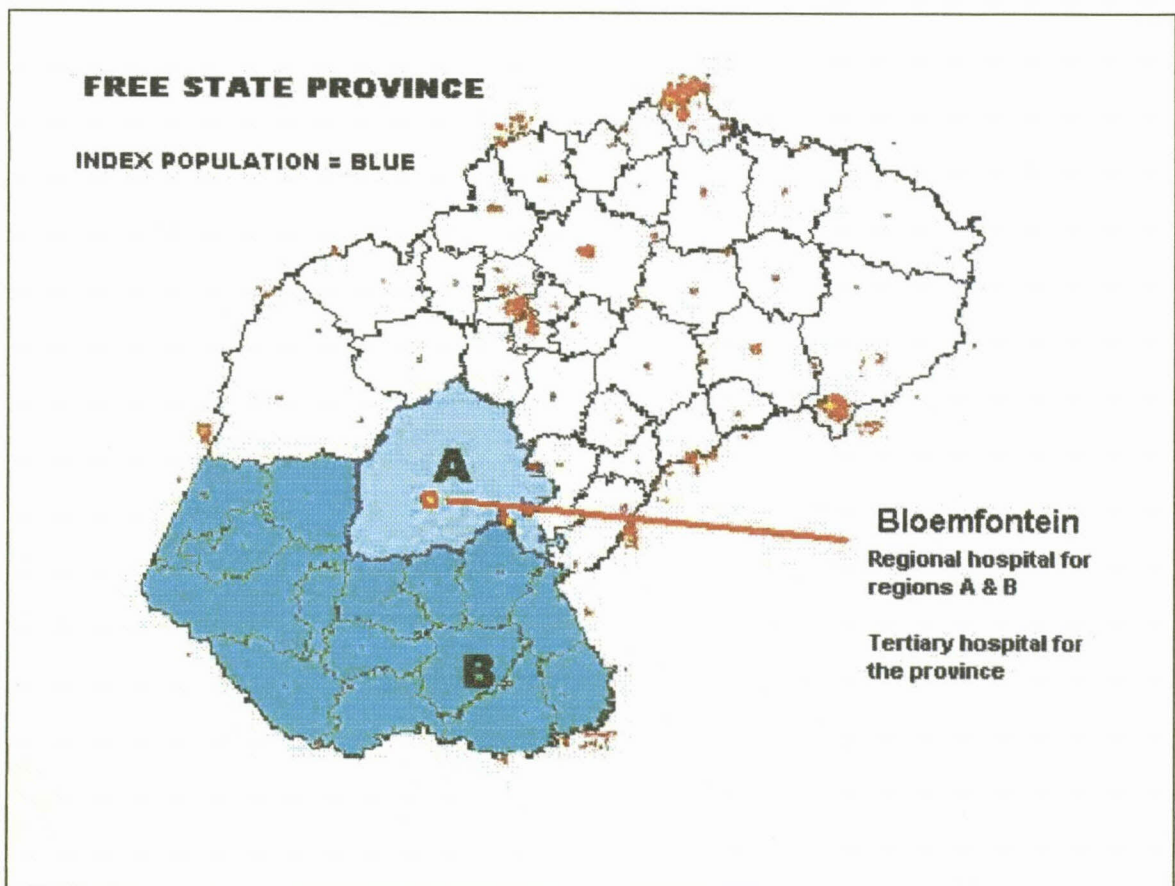 FREE STATE PROVINCE
INDEX POPULATION = BLUE
A
Bloemfontein
Regional hospital for
regions A & B
B
Tertiary hospital for
the province